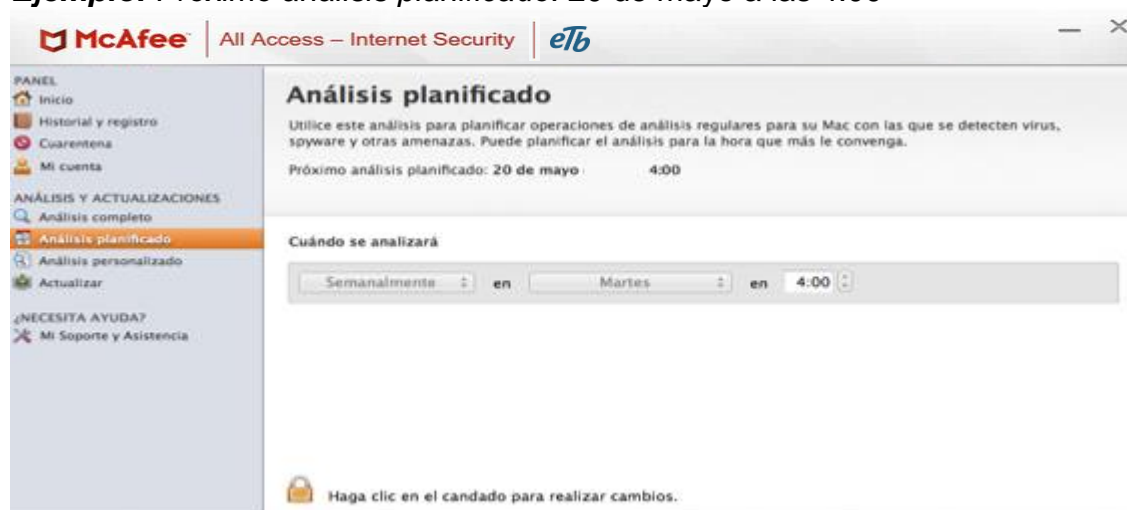 Ejemplo: Próximo análisis planificado: 20 de mayo a las 4:00
McAfee All Access – Internet Security eTb
PANEL
Inicio
Historial y registro
Cuarentena
Mi cuenta
ANÁLISIS Y ACTUALIZACIONES
Análisis completo
Análisis planificado
Análisis personalizado
Actualizar
¿NECESITA AYUDA?
Mi Soporte y Asistencia
Análisis planificado
Utilice este análisis para planificar operaciones de análisis regulares para su Mac con las que se detecten virus,
spyware y otras amenazas. Puede planificar el análisis para la hora que más le convenga.
Próximo análisis planificado: 20 de mayo 4:00
Cuándo se analizará
Semanalmente en Martes en 4:00
Haga clic en el candado para realizar cambios.